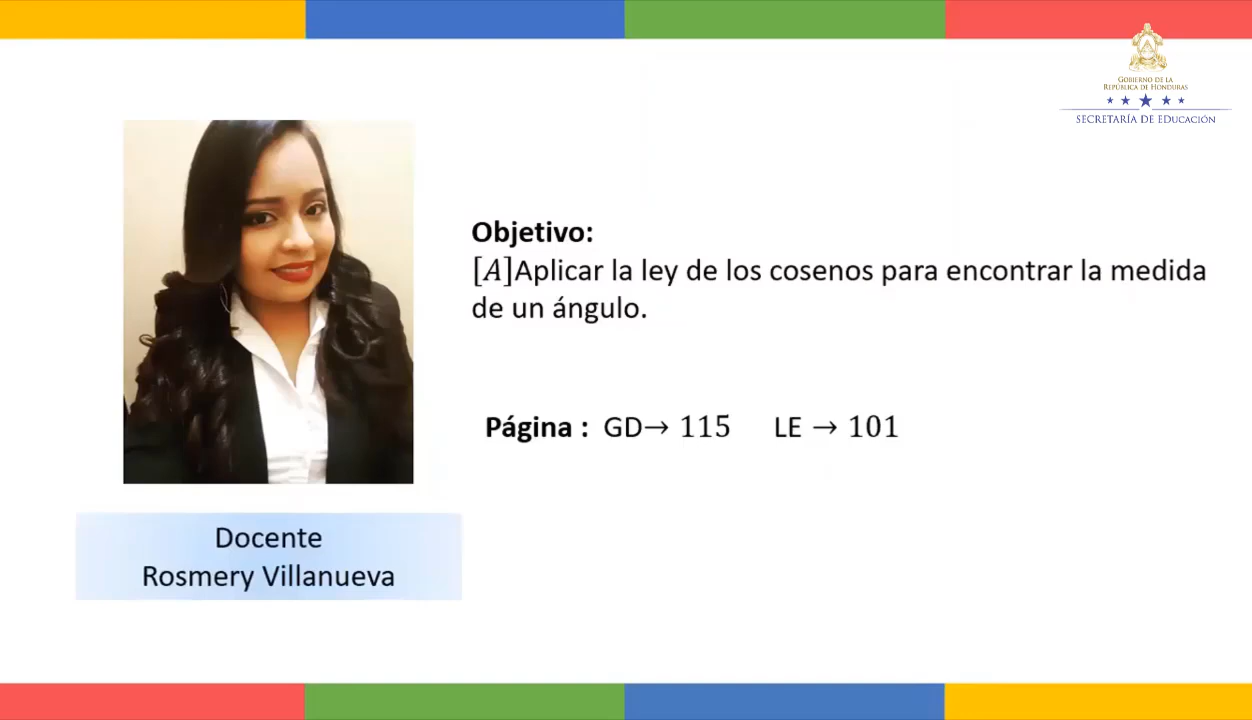 GOBIERNO DE LA
REPÚBLICA DE HONDURAS
SECRETARÍA DE EDUCACIÓN
Objetivo:
[A]Aplicar la ley de los cosenos para encontrar la medida
de un ángulo.
Página : GD→ 115 LE → 101
Docente
Rosmery Villanueva